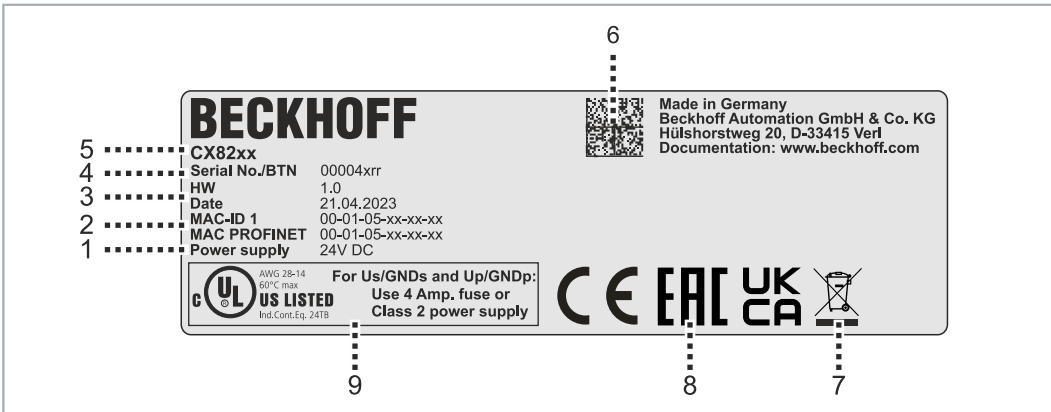 6
BECKHOFF
CX82xx
Serial No./BTN 00004xrr
HW 1.0
Date 21.04.2023
MAC-ID 1 00-01-05-xx-xx-xx
MAC PROFINET 00-01-05-xx-xx-xx
Power supply 24V DC
Made in Germany
Beckhoff Automation GmbH & Co. KG
Hülshorstweg 20, D-33415 Verl
Documentation: www.beckhoff.com
5
4
3
2
1
C UL US LISTED
AWG 28-14
60°C max
Ind.Cont.Eq. 24TB
For Us/GNDs and Up/GNDp:
Use 4 Amp. fuse or
Class 2 power supply
CE
EAC
UK
CA
9
8
7